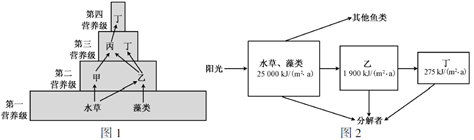 第四
营养级
丁
第三
营养级
丙 丁
第二
营养级
甲
乙
第一
营养级
水草
藻类
图 1
其他鱼类
阳光
水草、藻类
25 000 kJ/(m²·a)
乙
1 900 kJ/(m²·a)
丁
275 kJ/(m²·a)
分解者
图 2